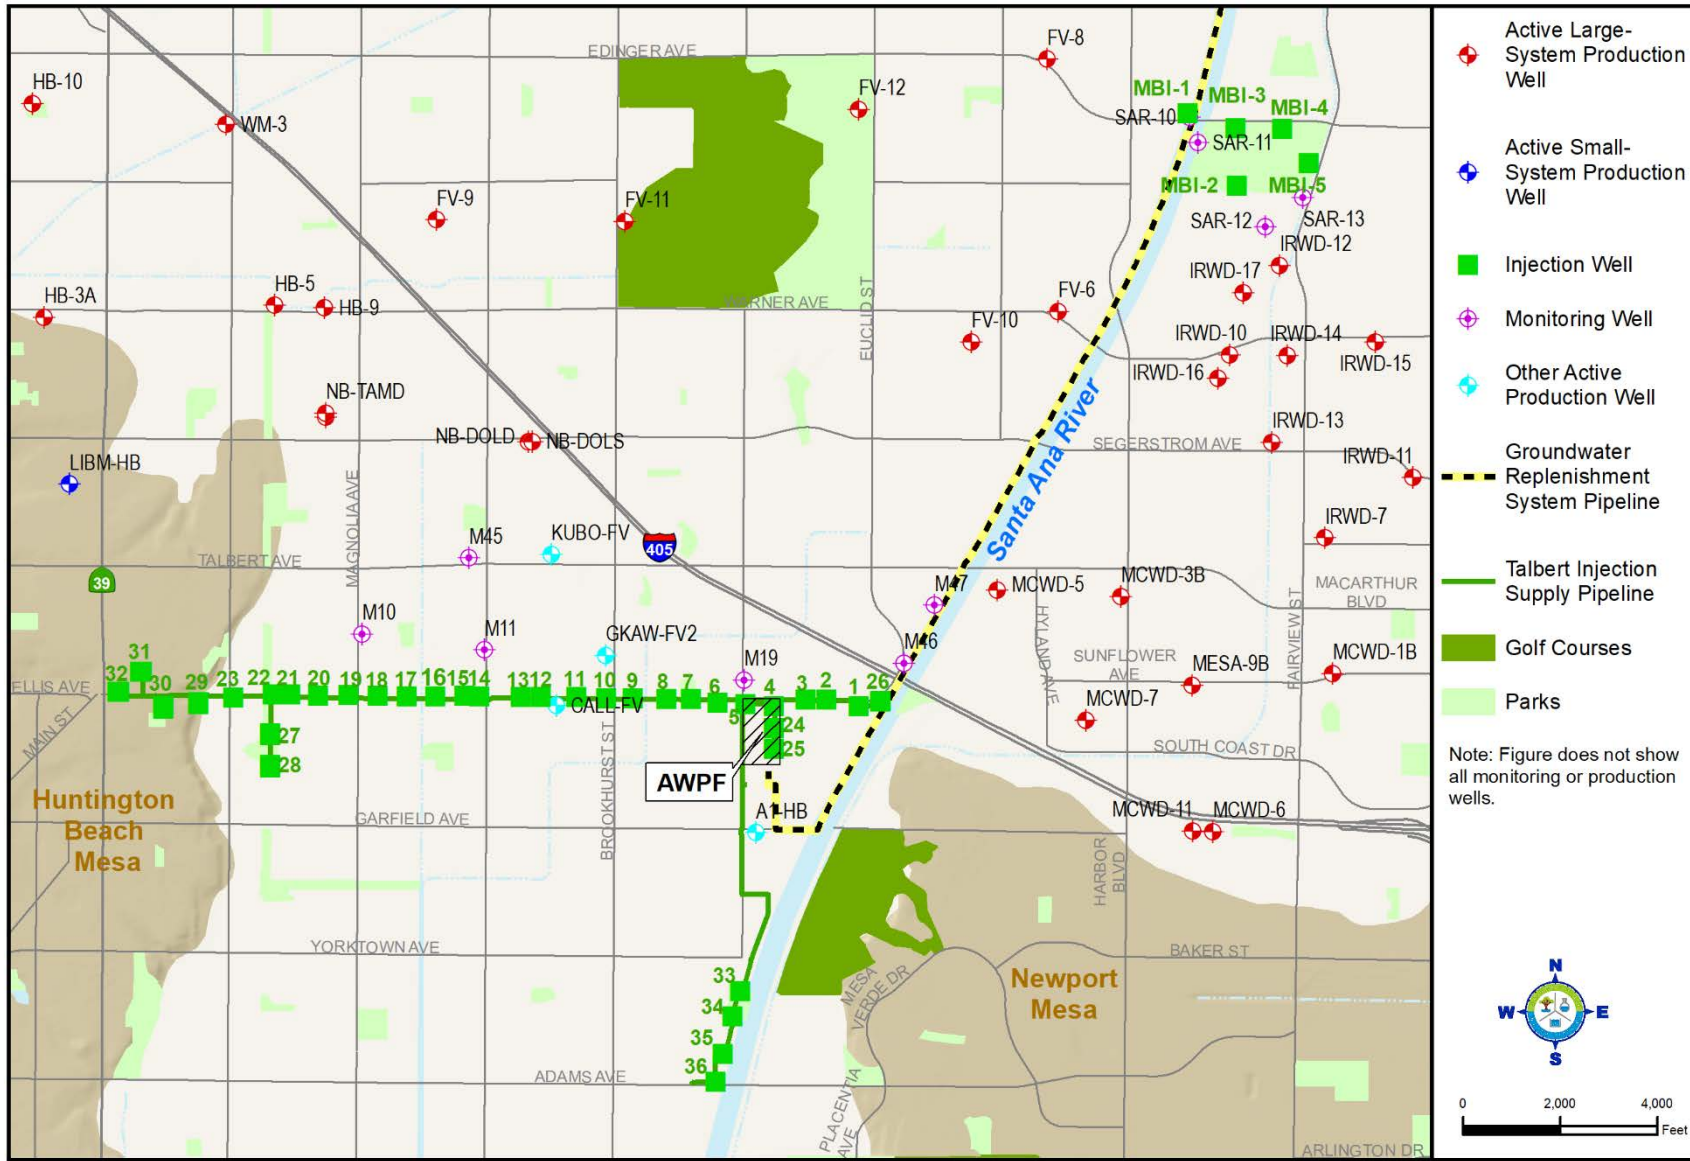 EDINGER AVE
FV-8
HB-10
FV-12
MBI-1
MBI-3
MBI-4
WM-3
SAR-10
SAR-11
MBI-2
MBI-5
FV-9
FV-11
SAR-12
SAR-13
IRWD-12
IRWD-17
HB-3A
HB-5
HB-9
WARNER AVE
EUCLID ST
FV-6
FV-10
IRWD-10
IRWD-14
IRWD-16
IRWD-15
NB-TAMD
NB-DOLD
NB-DOLS
SEGERSTROM AVE
IRWD-13
IRWD-11
LIBM-HB
MAGNOLIA AVE
Santa Ana River
IRWD-7
M45
KUBO-FV
405
TALBERT AVE
39
M47
MCWD-5
MCWD-3B
MACARTHUR
BLVD
HYLAND AVE
FAIRVIEW ST
M10
M11
GKAW-FV2
M19
M46
SUNFLOWER
AVE
MESA-9B
MCWD-1B
MCWD-7
SOUTH COAST DR
ELLIS AVE
MAIN ST
32
31
30
29
23
22
21
20
19
18
17
16
15
14
13
12
11
10
9
8
7
6
5
4
3
2
1
26
CALL-FV
24
25
27
28
BROOKHURST ST
AWPF
Huntington
Beach
Mesa
GARFIELD AVE
A1-HB
MCWD-11
MCWD-6
HARBOR
BLVD
YORKTOWN AVE
BAKER ST
MESA
VERDE DR
Newport
Mesa
33
34
35
36
ADAMS AVE
PLACENTIA
AVE
ARLINGTON DR
Active Large-
System Production
Well
Active Small-
System Production
Well
Injection Well
Monitoring Well
Other Active
Production Well
Groundwater
Replenishment
System Pipeline
Talbert Injection
Supply Pipeline
Golf Courses
Parks
Note: Figure does not show
all monitoring or production
wells.
N
W
E
S
0
2,000
4,000
Feet